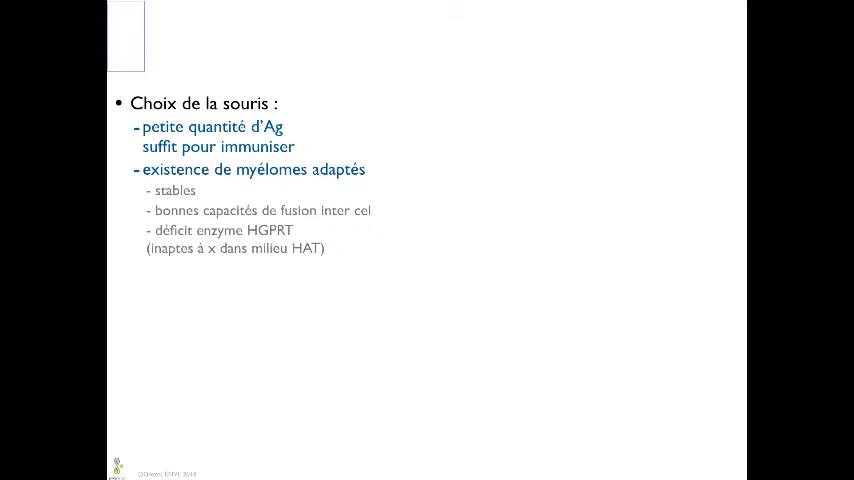 • Choix de la souris :
- petite quantité d’Ag
suffit pour immuniser
- existence de myélomes adaptés
- stables
- bonnes capacités de fusion inter cel
- déficit enzyme HGPRT
(inaptes à x dans milieu HAT)